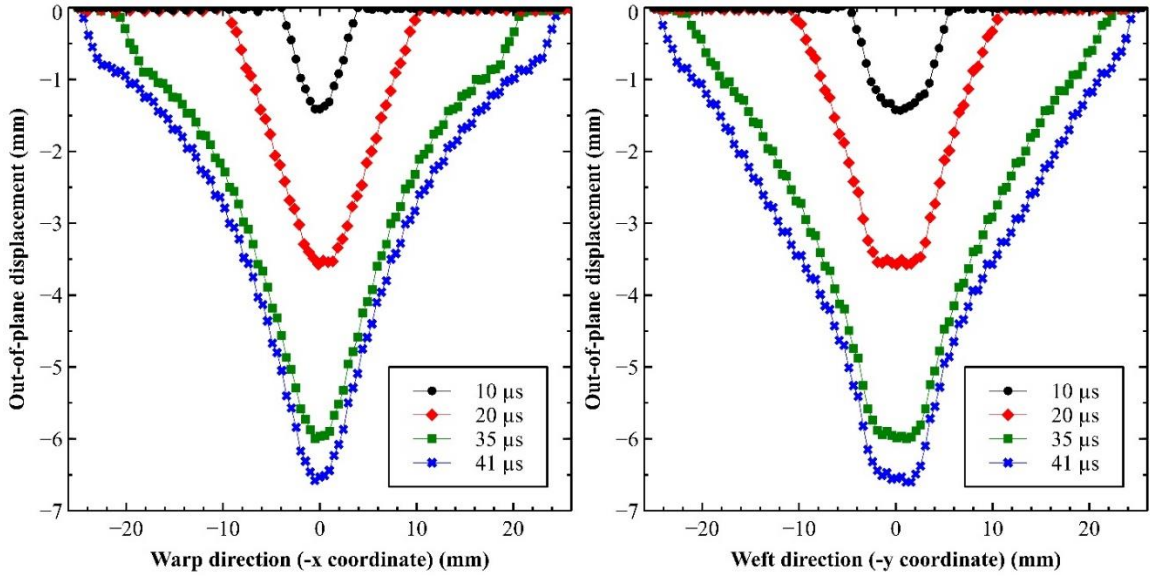 Out-of-plane displacement (mm)
0
−1
−2
−3
−4
−5
−6
−7
10 μs
20 μs
35 μs
41 μs
−20
−10
0
10
20
Warp direction (-x coordinate) (mm)
Out-of-plane displacement (mm)
0
−1
−2
−3
−4
−5
−6
−7
10 μs
20 μs
35 μs
41 μs
−20
−10
0
10
20
Weft direction (-y coordinate) (mm)